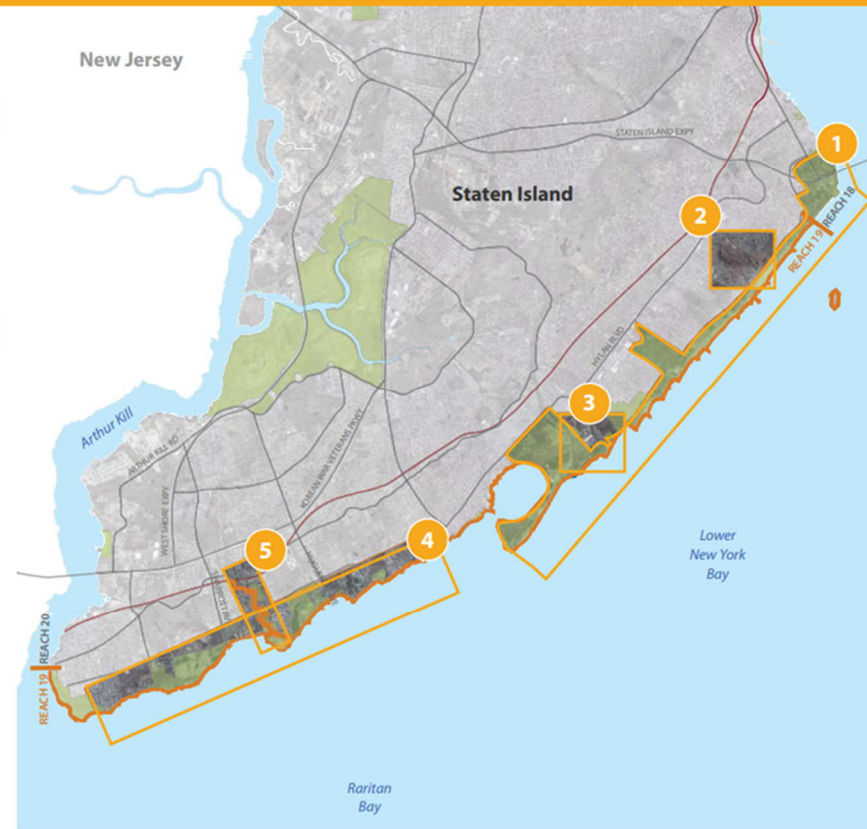 New Jersey
STATEN ISLAND EXPY
1
Staten Island
REACH 18
2
REACH 19
HYLAN BLVD
3
Arthur Kill
ARTHUR KILL RD
KOREAN WAR VETERANS PKWY
WEST SHORE EXPY
4
5
Lower
New York
Bay
REACH 20
REACH 19
Raritan
Bay